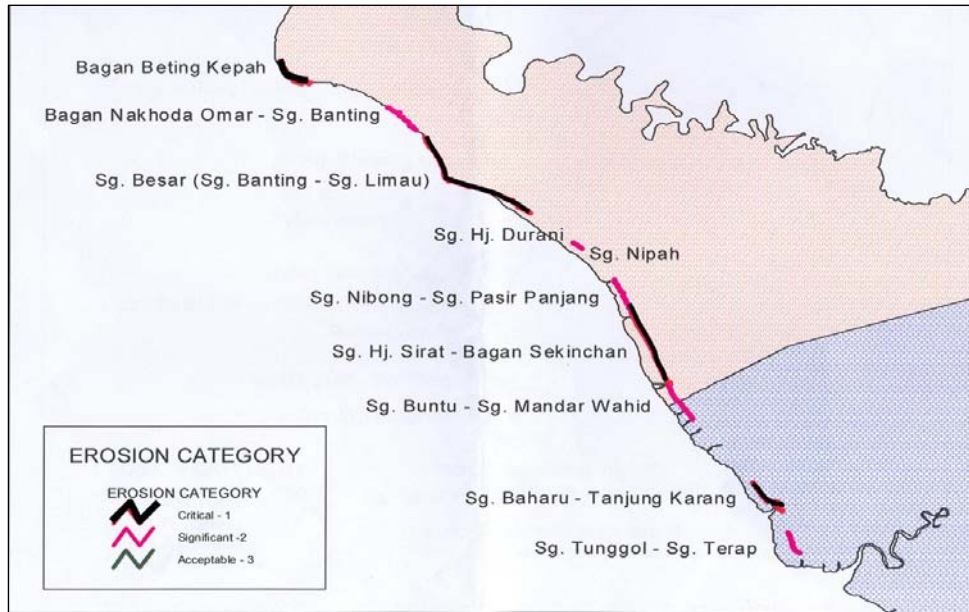 Bagan Beting Kepah
Bagan Nakhoda Omar - Sg. Banting
Sg. Besar (Sg. Banting - Sg. Limau)
Sg. Hj. Durani
Sg. Nipah
Sg. Nibong - Sg. Pasir Panjang
Sg. Hj. Sirat - Bagan Sekinchan
Sg. Buntu - Sg. Mandar Wahid
Sg. Baharu - Tanjung Karang
Sg. Tunggol - Sg. Terap
EROSION CATEGORY
EROSION CATEGORY
Critical - 1
Significant -2
Acceptable - 3